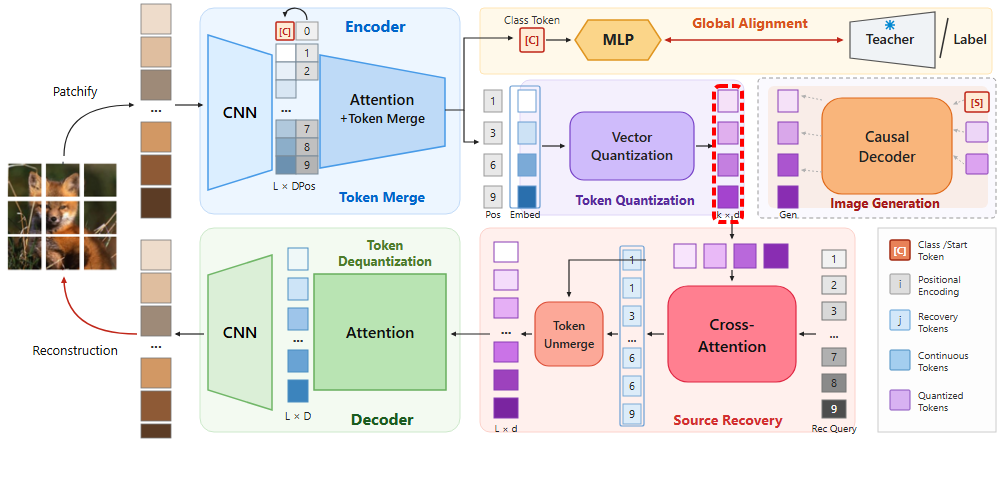 Patchify
...
...
Reconstruction
[C]
0
Encoder
1
2
...
7
8
9
CNN
Attention
+Token Merge
L × DPos
Token Merge
Class Token
[C]
MLP
Global Alignment
Teacher
Label
1
3
6
9
Pos
Embed
Vector
Quantization
Token Quantization
k × d
Gen
Causal
Decoder
[S]
Image Generation
CNN
L × D
Token
Dequantization
Attention
Decoder
...
L × d
Token
Unmerge
1
1
3
...
6
6
9
Cross-
Attention
Source Recovery
1
2
3
...
7
8
9
Rec Query
[C]
Class /Start
Token
i
Positional
Encoding
j
Recovery
Tokens
Continuous
Tokens
Quantized
Tokens